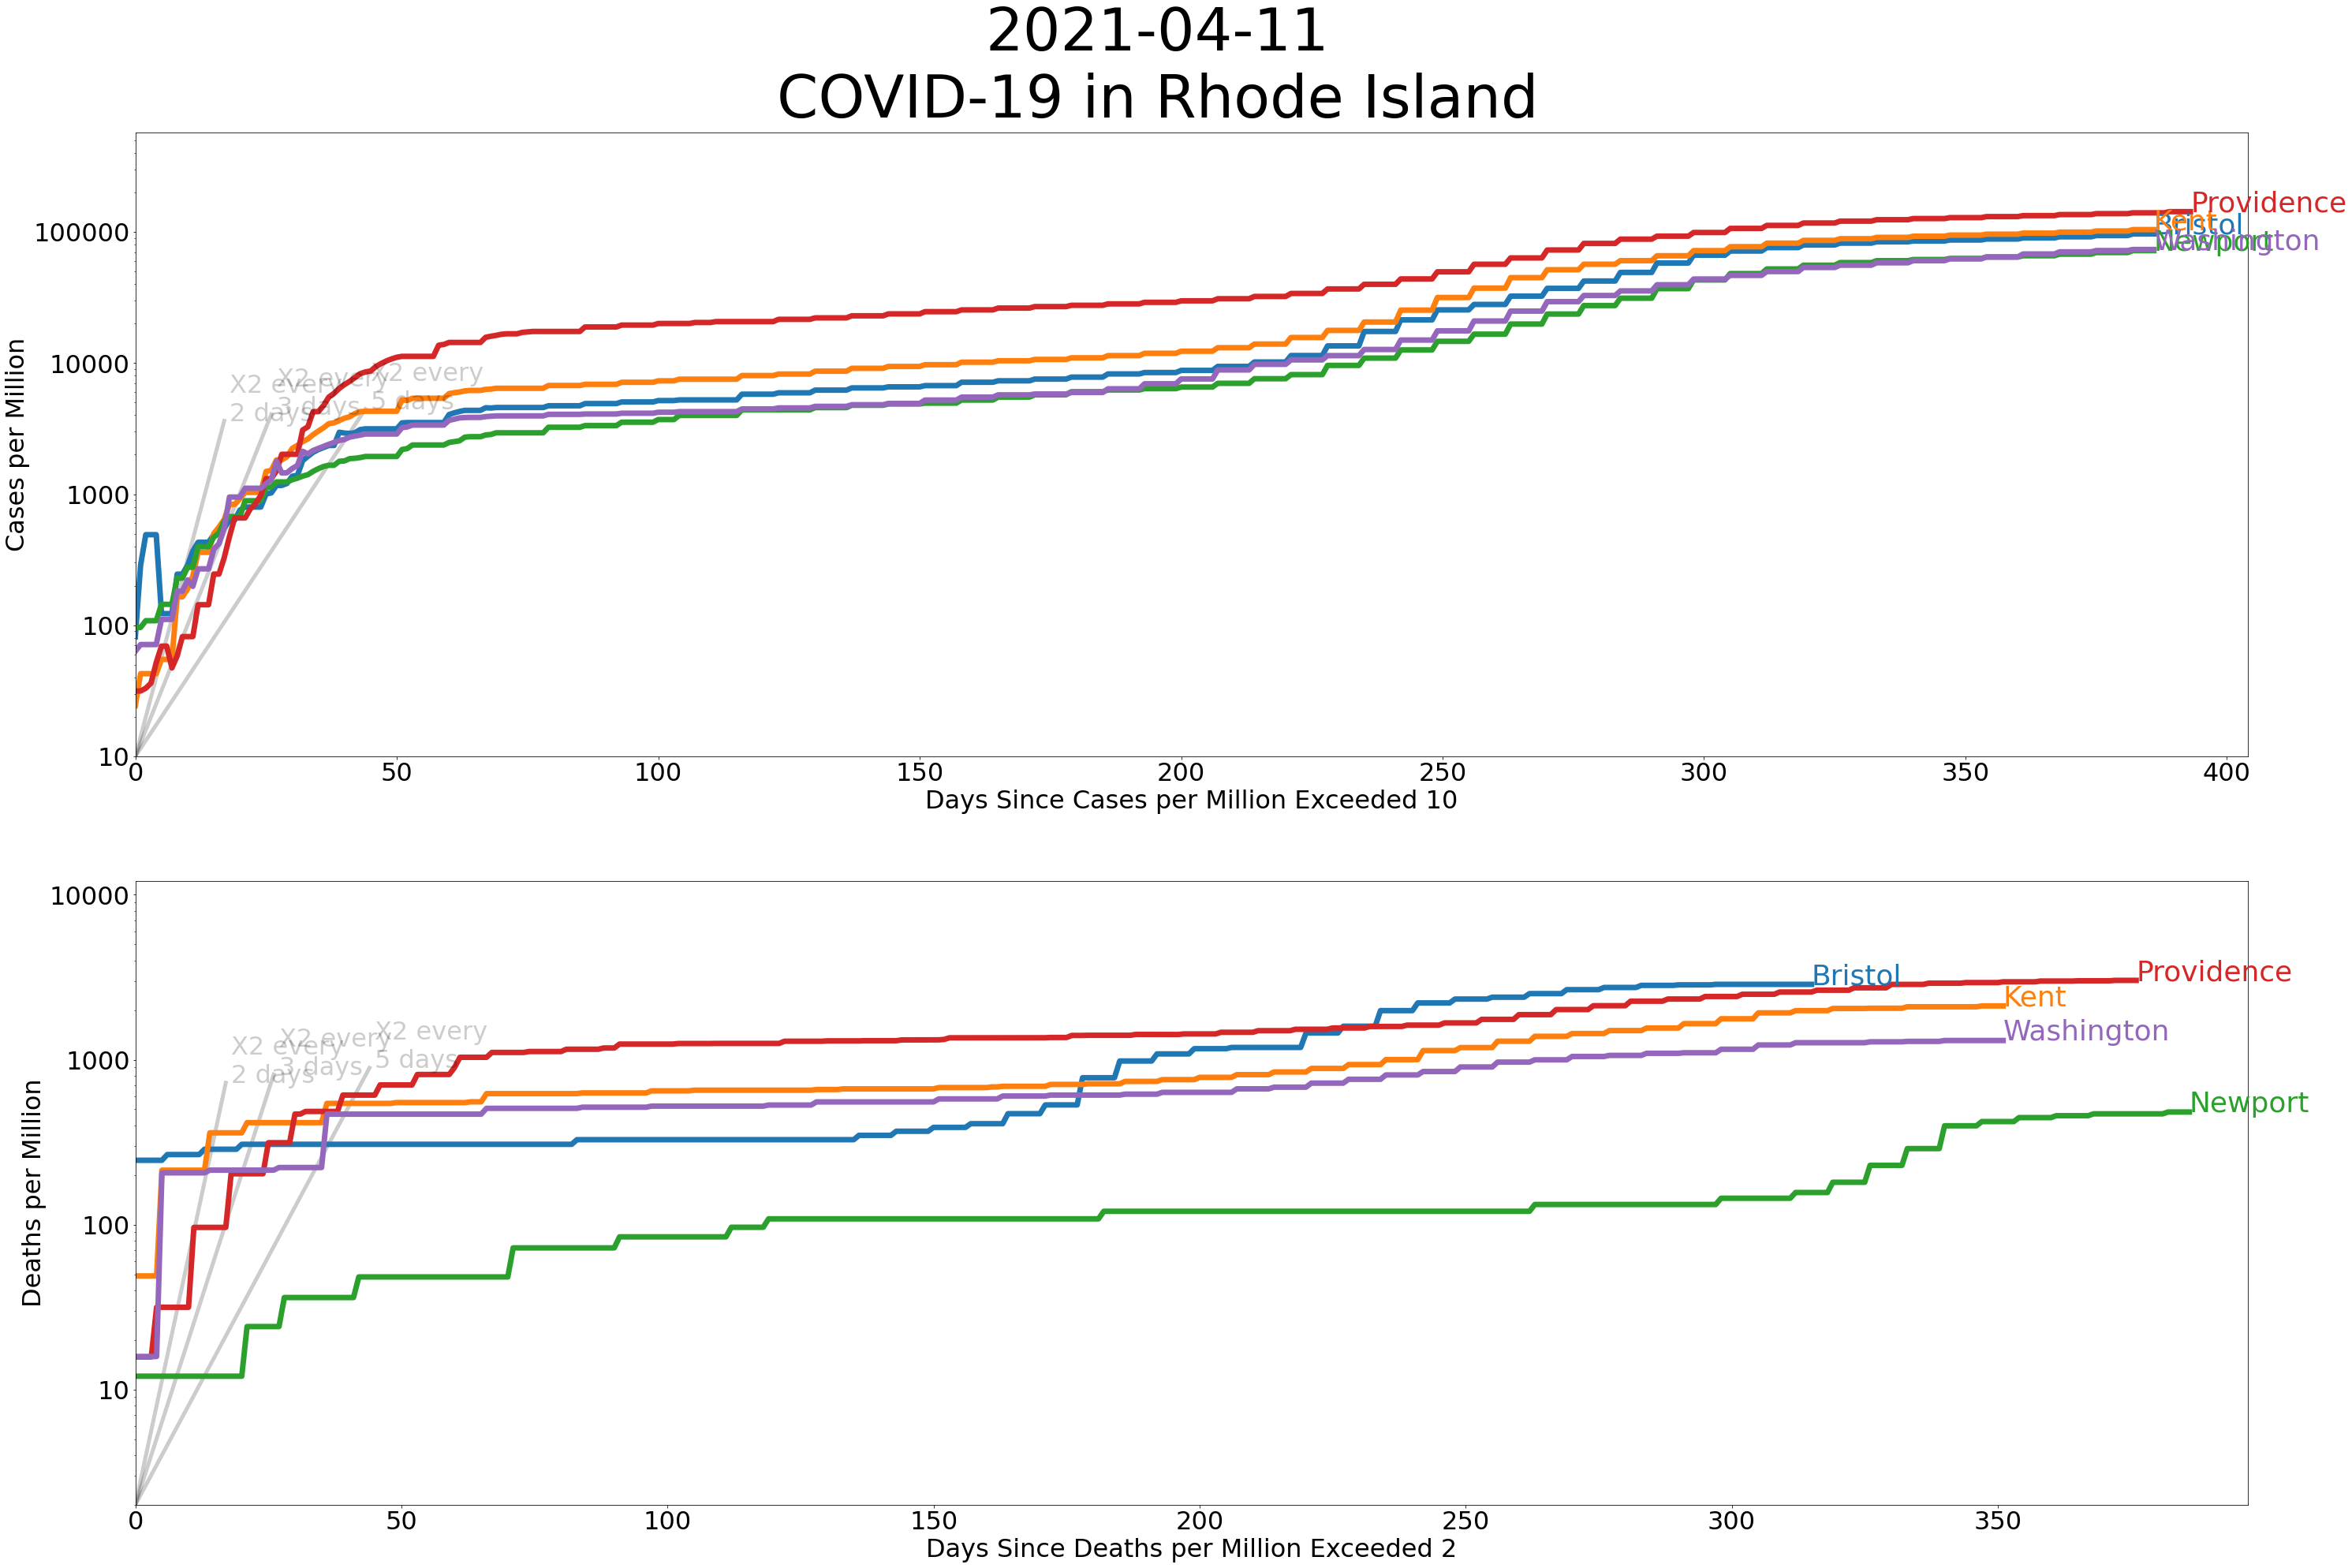 2021-04-11
COVID-19 in Rhode Island
Cases per Million
100000
10000
1000
100
10
X2 every
2 days
X2 every
3 days
X2 every
5 days
Providence
Kent
Bristol
Washington
Newport
0 50 100 150 200 250 300 350 400
Days Since Cases per Million Exceeded 10
Deaths per Million
10000
1000
100
10
X2 every
2 days
X2 every
3 days
X2 every
5 days
Bristol
Providence
Kent
Washington
Newport
0 50 100 150 200 250 300 350
Days Since Deaths per Million Exceeded 2